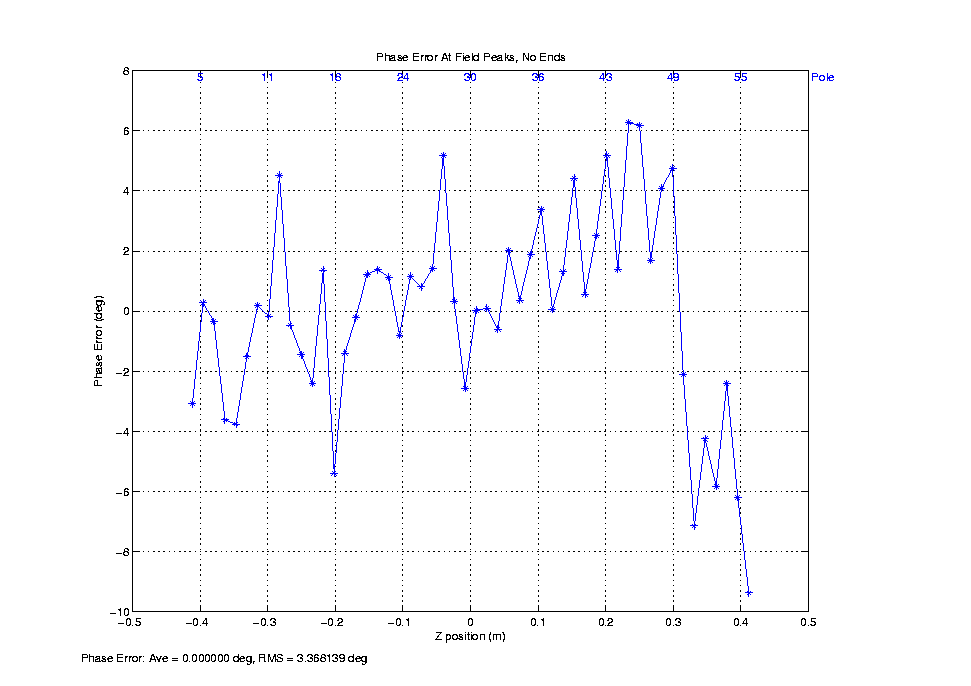 Phase Error At Field Peaks, No Ends
5 11 18 24 30 36 43 49 55 Pole
8
6
4
2
0
−2
−4
−6
−8
−10
Phase Error (deg)
−0.5 −0.4 −0.3 −0.2 −0.1 0 0.1 0.2 0.3 0.4 0.5
Z position (m)
Phase Error: Ave = 0.000000 deg, RMS = 3.366139 deg